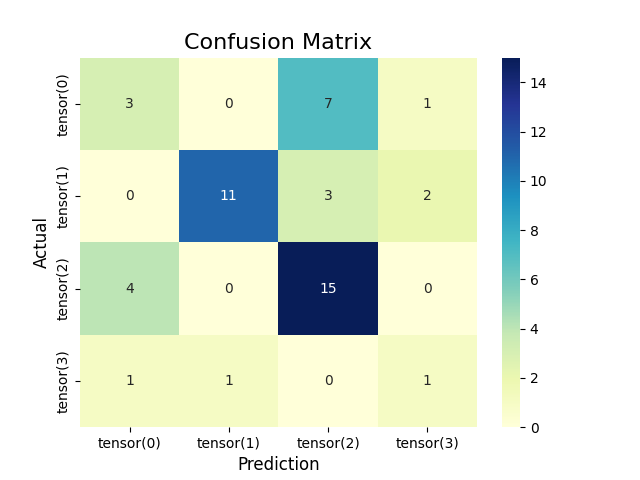 Confusion Matrix
Actual
tensor(0)
3 0 7 1
tensor(1)
0 11 3 2
tensor(2)
4 0 15 0
tensor(3)
1 1 0 1
tensor(0) tensor(1) tensor(2) tensor(3)
Prediction
14
12
10
8
6
4
2
0